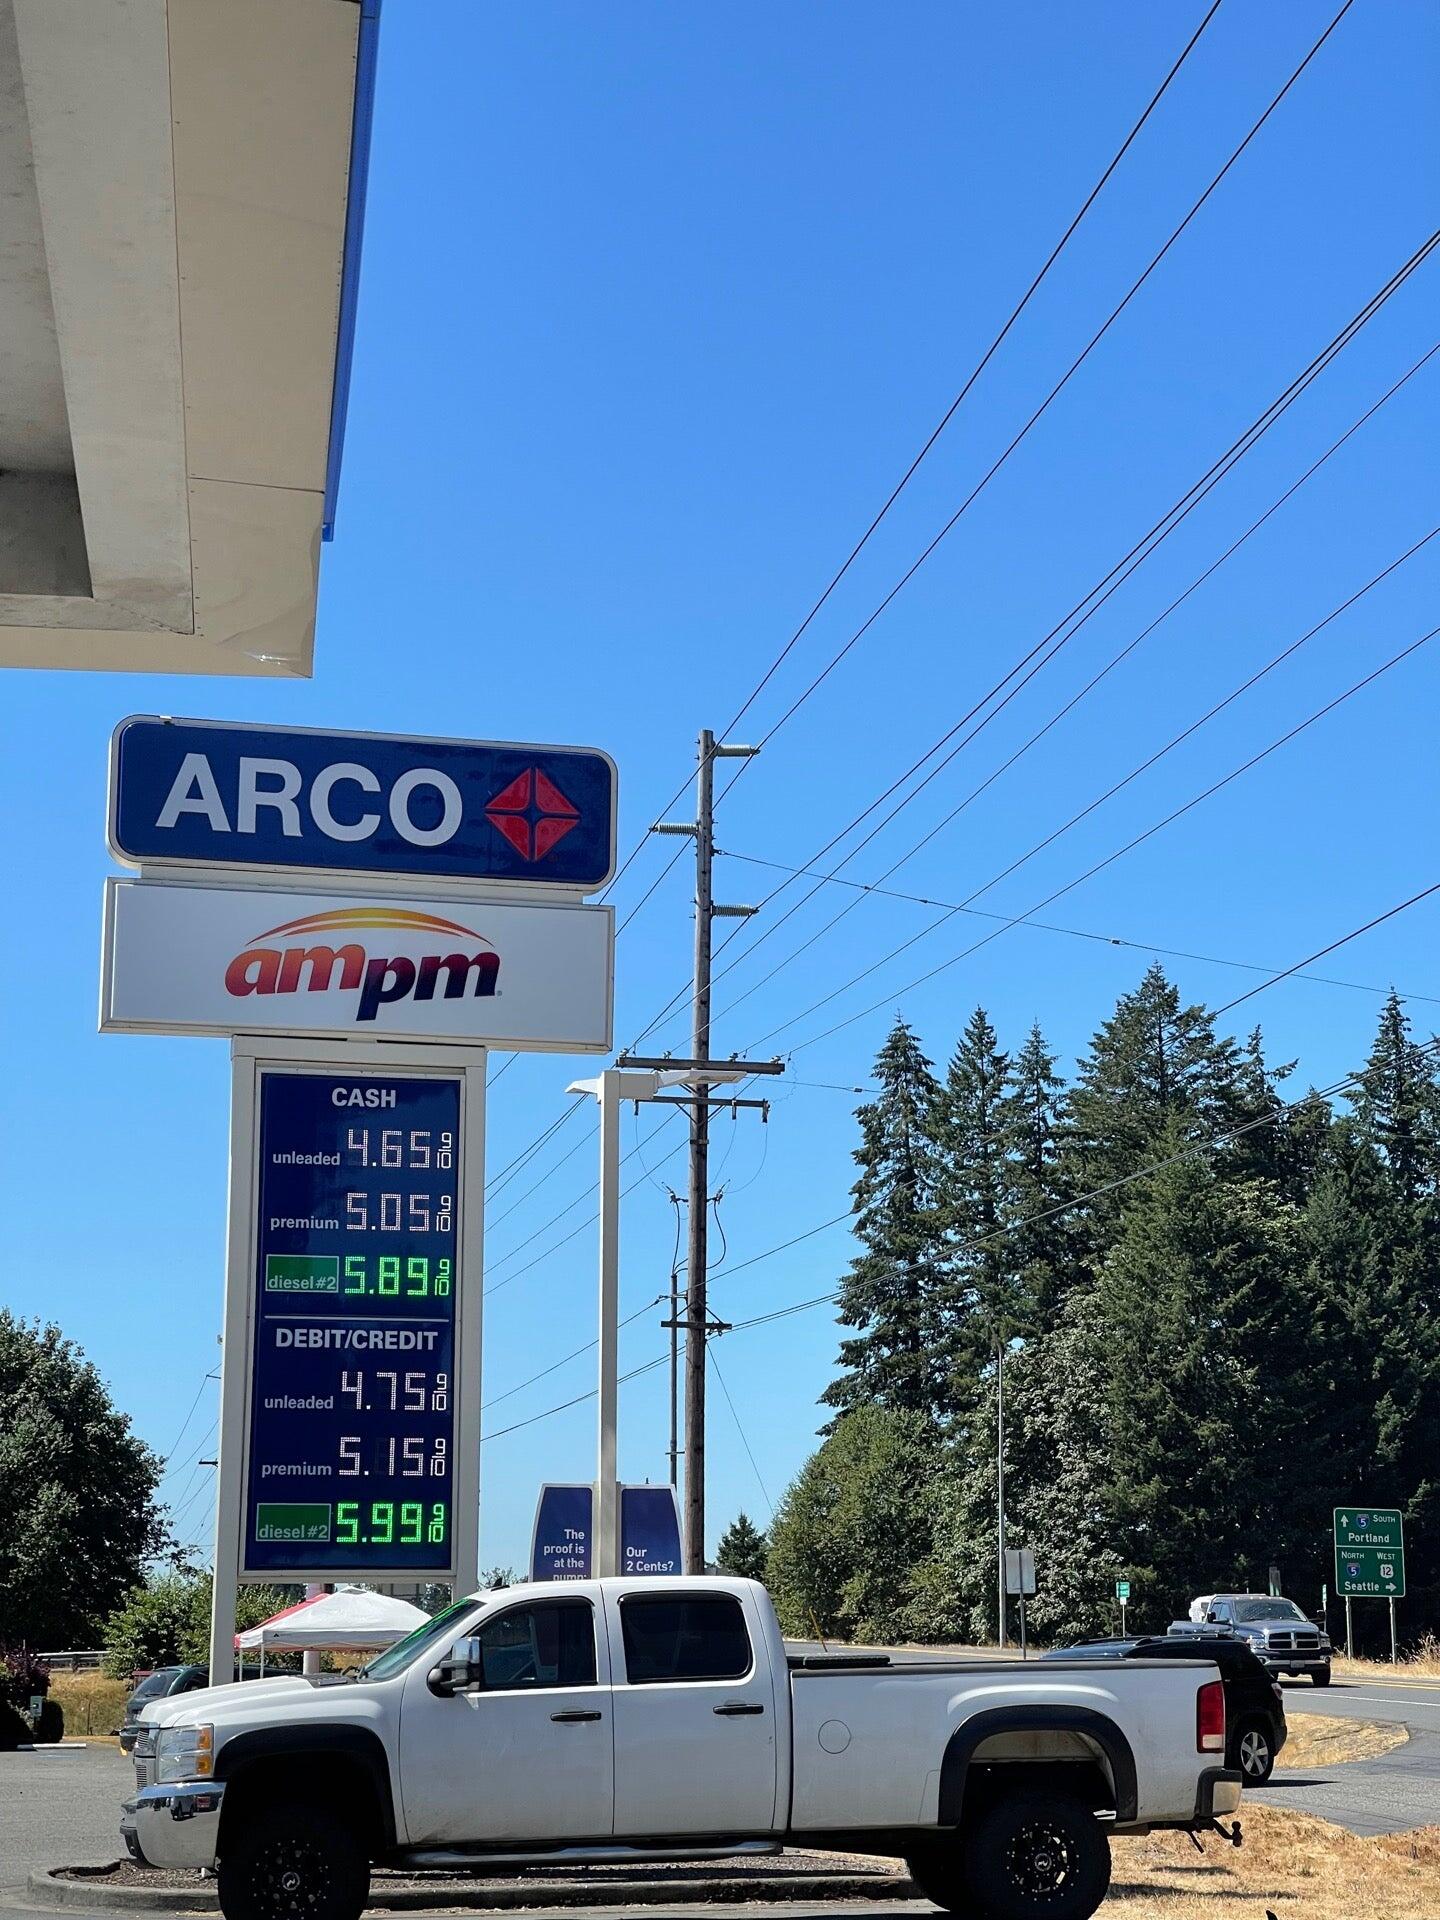 ARCO
ampm
CASH
unleaded 4.65 9/10
premium 5.05 9/10
diesel #2 5.89 9/10
DEBIT/CREDIT
unleaded 4.75 9/10
premium 5.15 9/10
diesel #2 5.99 9/10
The
proof is
at the
pump:
Our
2 Cents?
5 SOUTH
Portland
NORTH WEST
5 12
Seattle